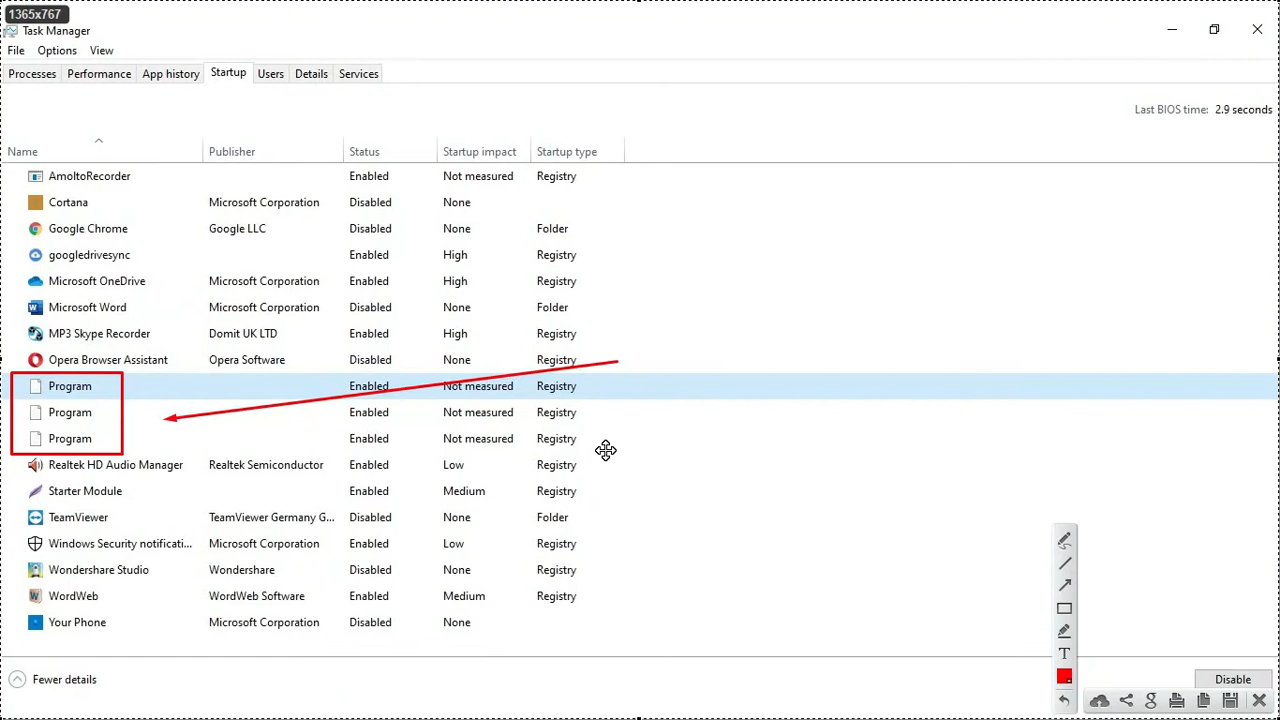 1365x767
Task Manager
File Options View
Processes Performance App history Startup Users Details Services
Last BIOS time: 2.9 seconds
Name Publisher Status Startup impact Startup type
AmoltoRecorder Enabled Not measured Registry
Cortana Microsoft Corporation Disabled None
Google Chrome Google LLC Disabled None Folder
googledrivesync Enabled High Registry
Microsoft OneDrive Microsoft Corporation Enabled High Registry
Microsoft Word Microsoft Corporation Disabled None Folder
MP3 Skype Recorder Domit UK LTD Enabled High Registry
Opera Browser Assistant Opera Software Disabled None Registry
Program Enabled Not measured Registry
Program Enabled Not measured Registry
Program Enabled Not measured Registry
Realtek HD Audio Manager Realtek Semiconductor Enabled Low Registry
Starter Module Enabled Medium Registry
TeamViewer TeamViewer Germany G... Disabled None Folder
Windows Security notificati... Microsoft Corporation Enabled Low Registry
Wondershare Studio Wondershare Disabled None Registry
WordWeb WordWeb Software Enabled Medium Registry
Your Phone Microsoft Corporation Disabled None
Fewer details Disable